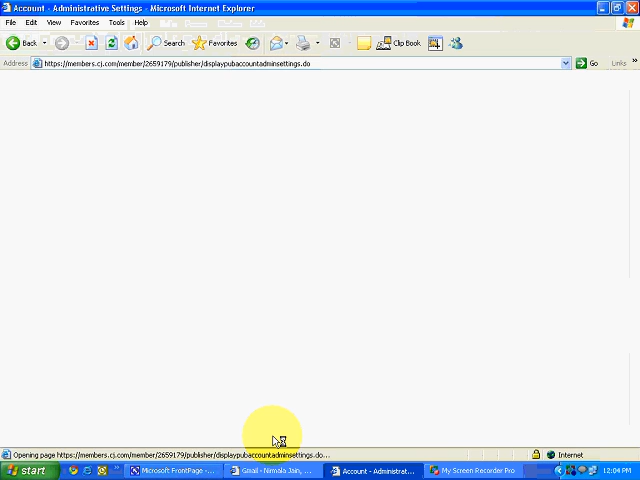 Account - Administrative Settings - Microsoft Internet Explorer
File Edit View Favorites Tools Help
Back Search Favorites Clip Book
Address https://members.cj.com/member/2659179/publisher/displaypubaccountadminsettings.do Go Links »
Opening page https://members.cj.com/member/2659179/publisher/displaypubaccountadminsettings.do... Internet
start » Microsoft FrontPage - ... Gmail - Nirmala Jain, ... Account - Administrat... My Screen Recorder Pro 12:04 PM